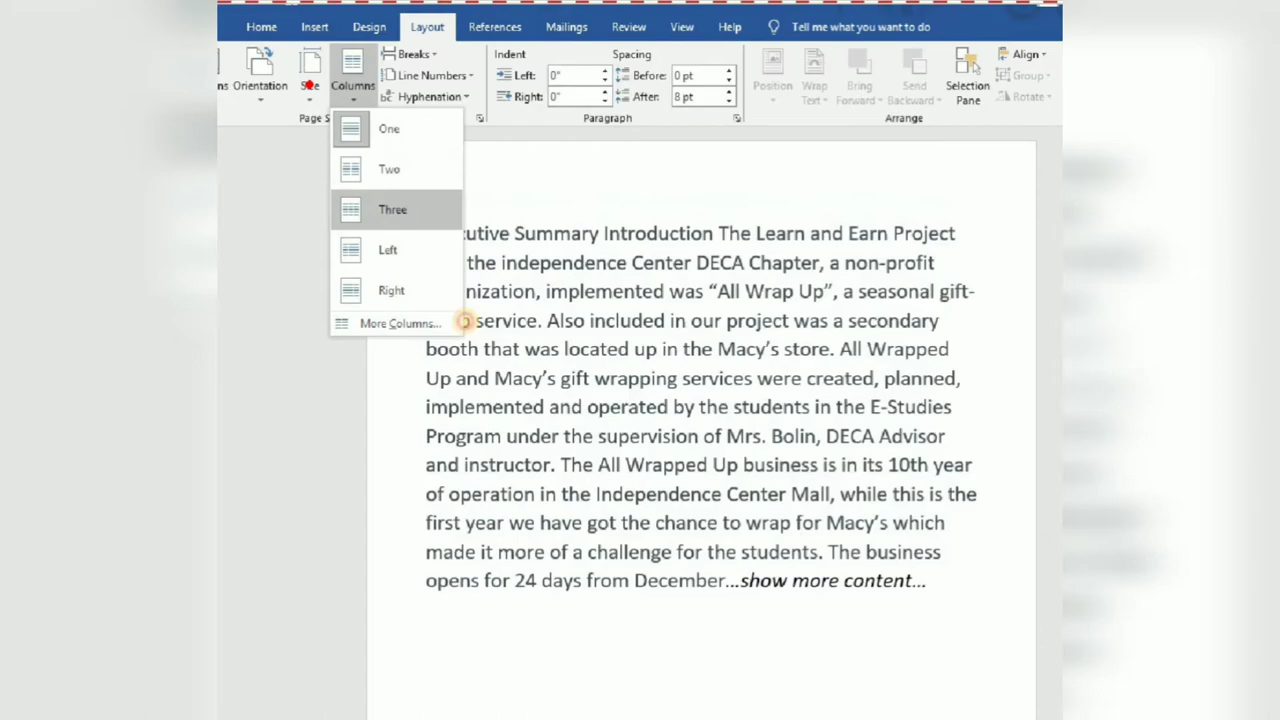 Home Insert Design Layout References Mailings Review View Help Tell me what you want to do
Orientation Size Columns Breaks Line Numbers Hyphenation
Indent Left: 0" Right: 0"
Spacing Before: 0 pt After: 8 pt
Position Wrap Text Bring Forward Send Backward Selection Pane Align Group Rotate
Page S Paragraph Arrange
One
Two
Three
Left
Right
More Columns...
cutive Summary Introduction The Learn and Earn Project
the independence Center DECA Chapter, a non-profit
nization, implemented was “All Wrap Up”, a seasonal gift-
service. Also included in our project was a secondary
booth that was located up in the Macy’s store. All Wrapped
Up and Macy’s gift wrapping services were created, planned,
implemented and operated by the students in the E-Studies
Program under the supervision of Mrs. Bolin, DECA Advisor
and instructor. The All Wrapped Up business is in its 10th year
of operation in the Independence Center Mall, while this is the
first year we have got the chance to wrap for Macy’s which
made it more of a challenge for the students. The business
opens for 24 days from December...show more content...